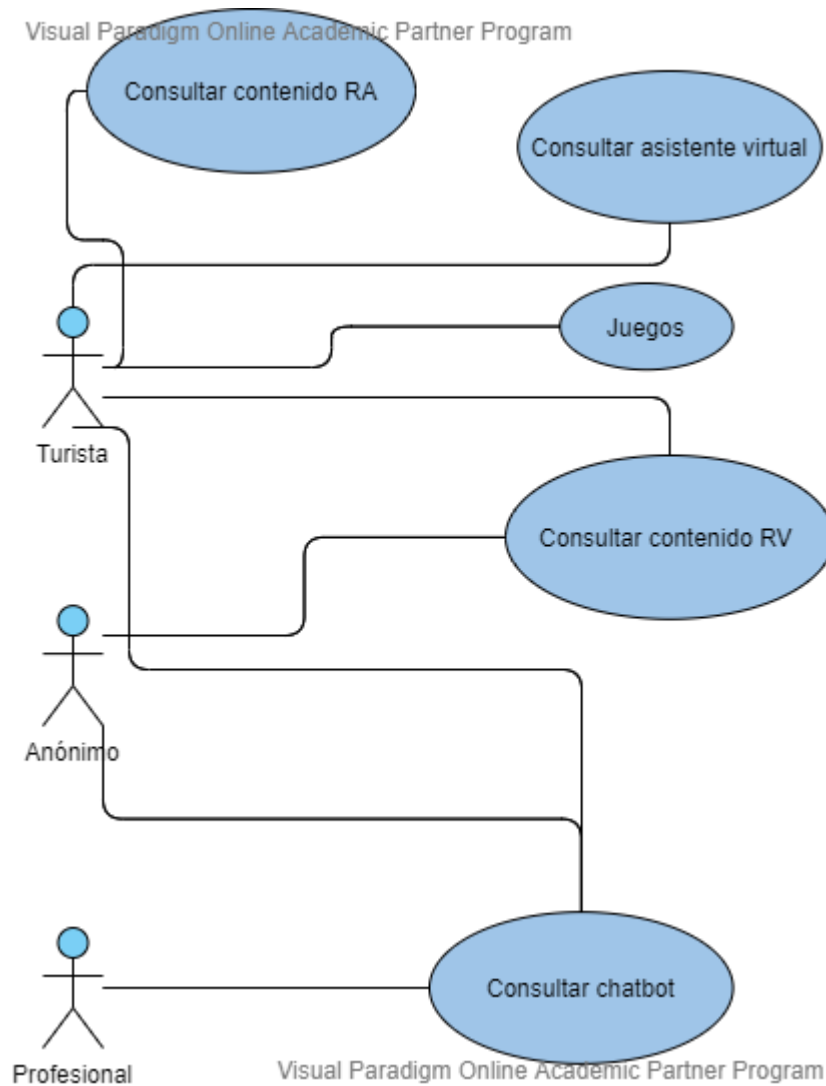 Visual Paradigm Online Academic Partner Program
Consultar contenido RA
Consultar asistente virtual
Juegos
Turista
Consultar contenido RV
Anónimo
Consultar chatbot
Profesional
Visual Paradigm Online Academic Partner Program